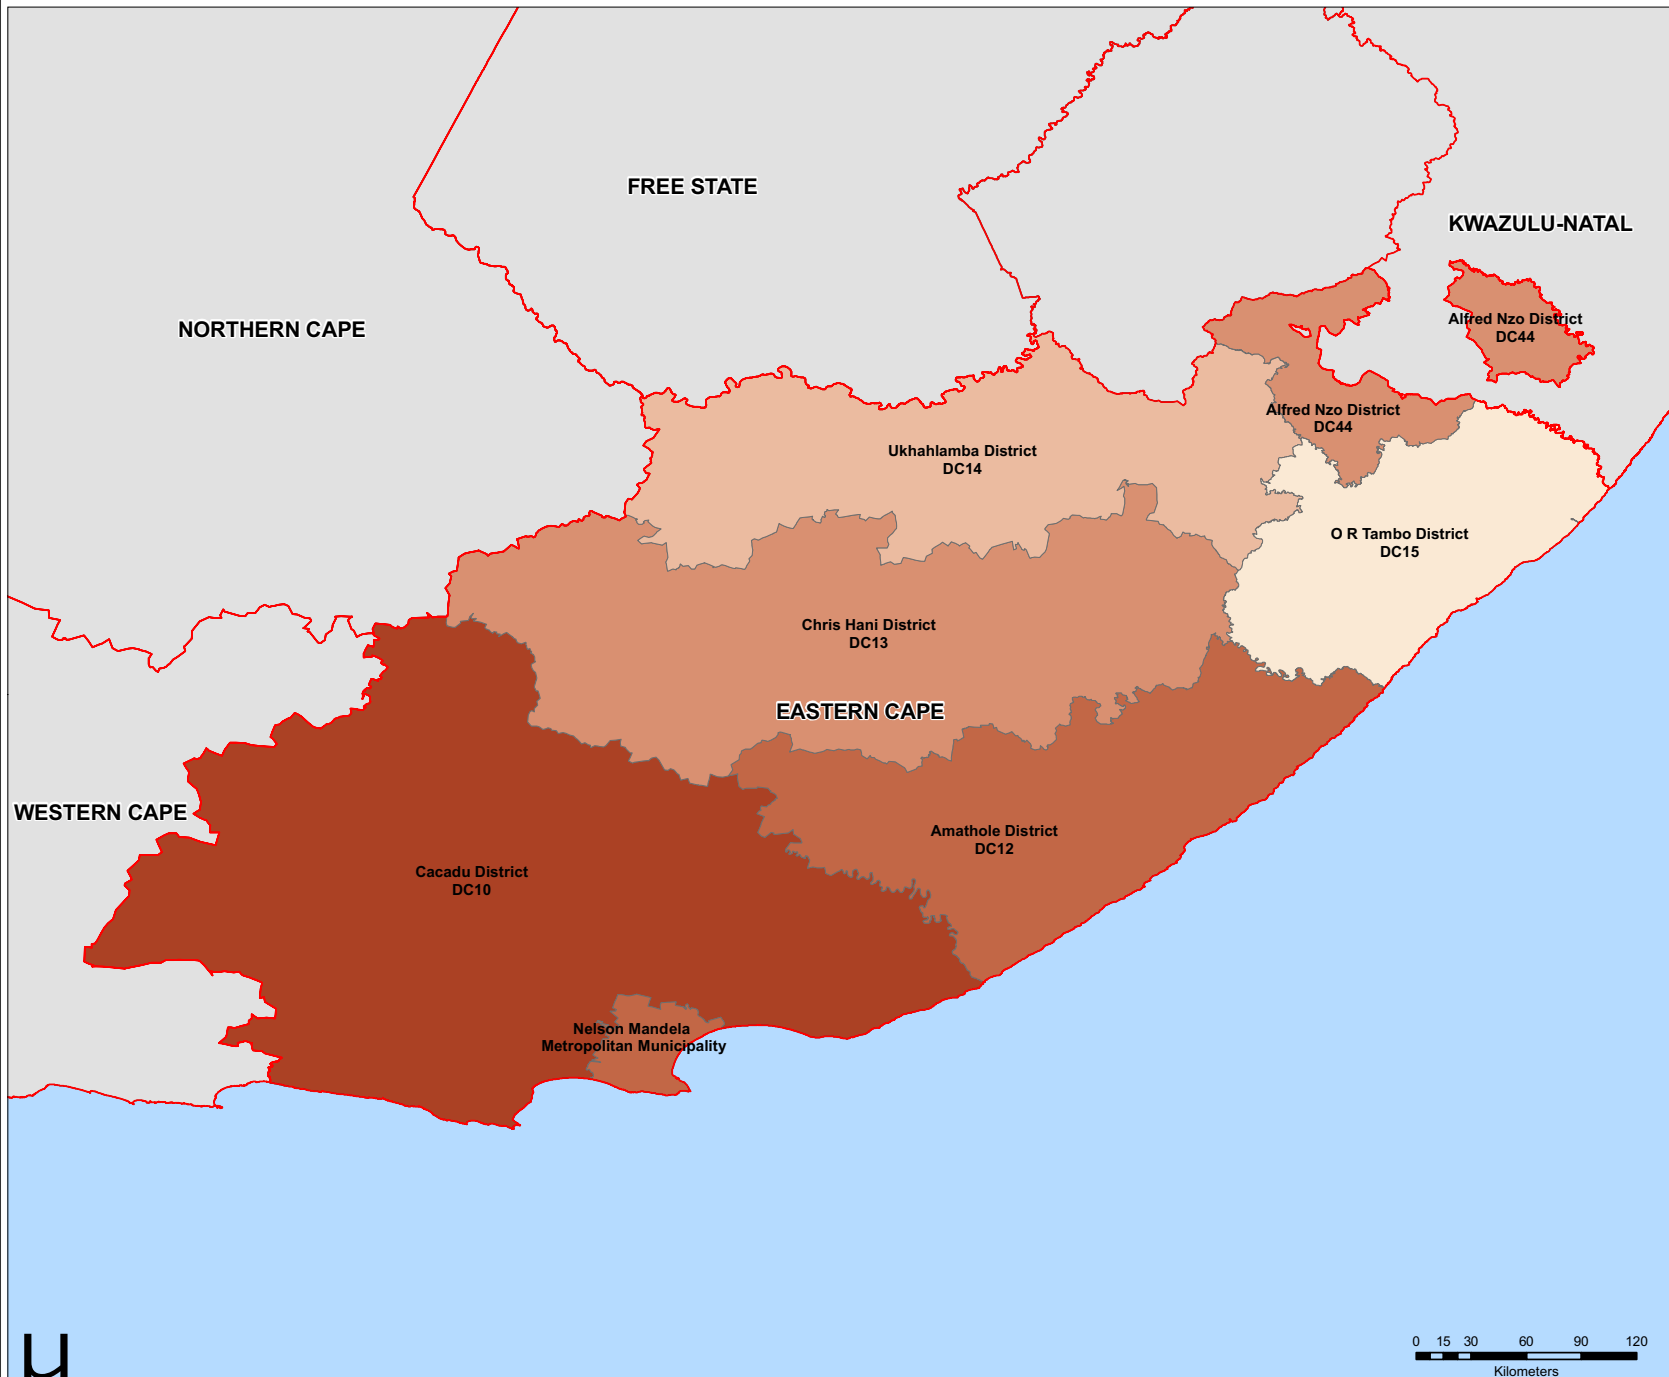 FREE STATE
KWAZULU-NATAL
NORTHERN CAPE
Alfred Nzo District
DC44
Alfred Nzo District
DC44
Ukhahlamba District
DC14
O R Tambo District
DC15
Chris Hani District
DC13
EASTERN CAPE
WESTERN CAPE
Amathole District
DC12
Cacadu District
DC10
Nelson Mandela
Metropolitan Municipality
µ
0 15 30 60 90 120
Kilometers